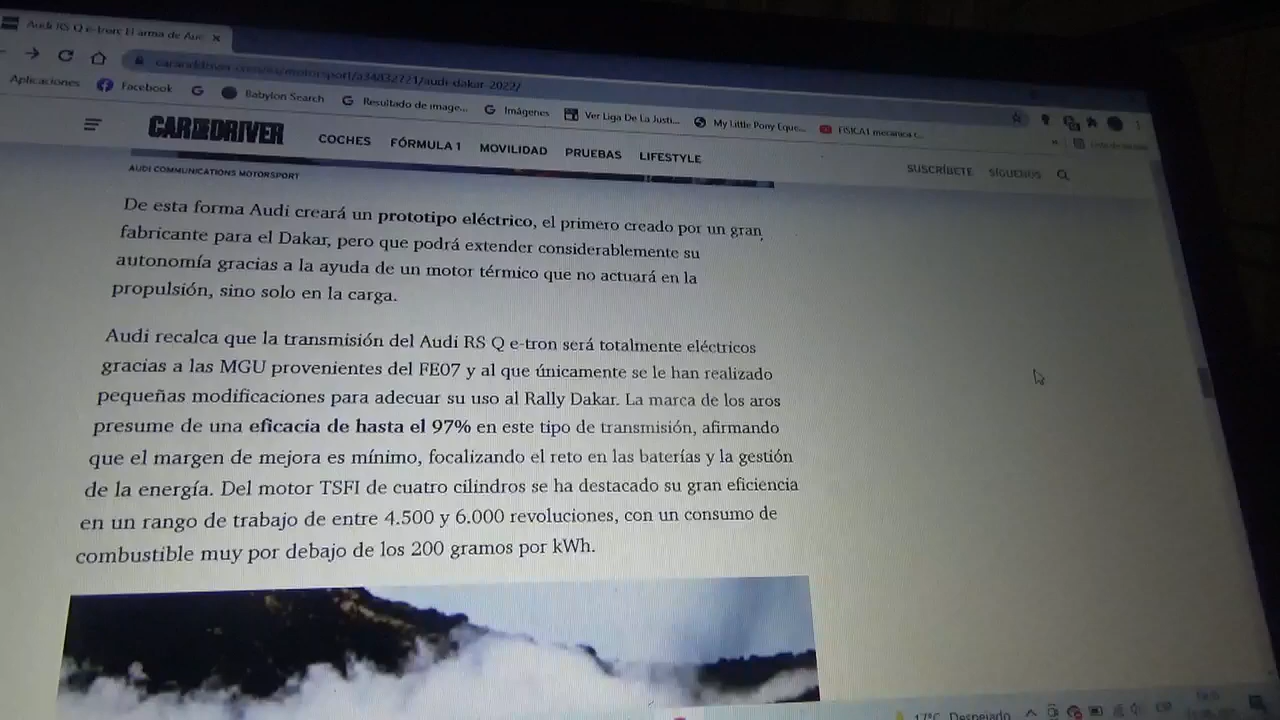 Audi RS Q e-tron: El arma de Aud
motorsport/a34832721/audi-dakar-2022/
Aplicaciones
Facebook
Babylon Search
Resultado de image...
Imágenes
Ver Liga De La Justi...
My Little Pony Eque...
FISICA1 mecanica c...
CAR AND DRIVER
COCHES FÓRMULA 1 MOVILIDAD PRUEBAS LIFESTYLE
SUSCRÍBETE SÍGUENOS
AUDI COMMUNICATIONS MOTORSPORT
De esta forma Audi creará un prototipo eléctrico, el primero creado por un gran
fabricante para el Dakar, pero que podrá extender considerablemente su
autonomía gracias a la ayuda de un motor térmico que no actuará en la
propulsión, sino solo en la carga.
Audi recalca que la transmisión del Audi RS Q e-tron será totalmente eléctricos
gracias a las MGU provenientes del FE07 y al que únicamente se le han realizado
pequeñas modificaciones para adecuar su uso al Rally Dakar. La marca de los aros
presume de una eficacia de hasta el 97% en este tipo de transmisión, afirmando
que el margen de mejora es mínimo, focalizando el reto en las baterías y la gestión
de la energía. Del motor TSFI de cuatro cilindros se ha destacado su gran eficiencia
en un rango de trabajo de entre 4.500 y 6.000 revoluciones, con un consumo de
combustible muy por debajo de los 200 gramos por kWh.
17°C Despejado